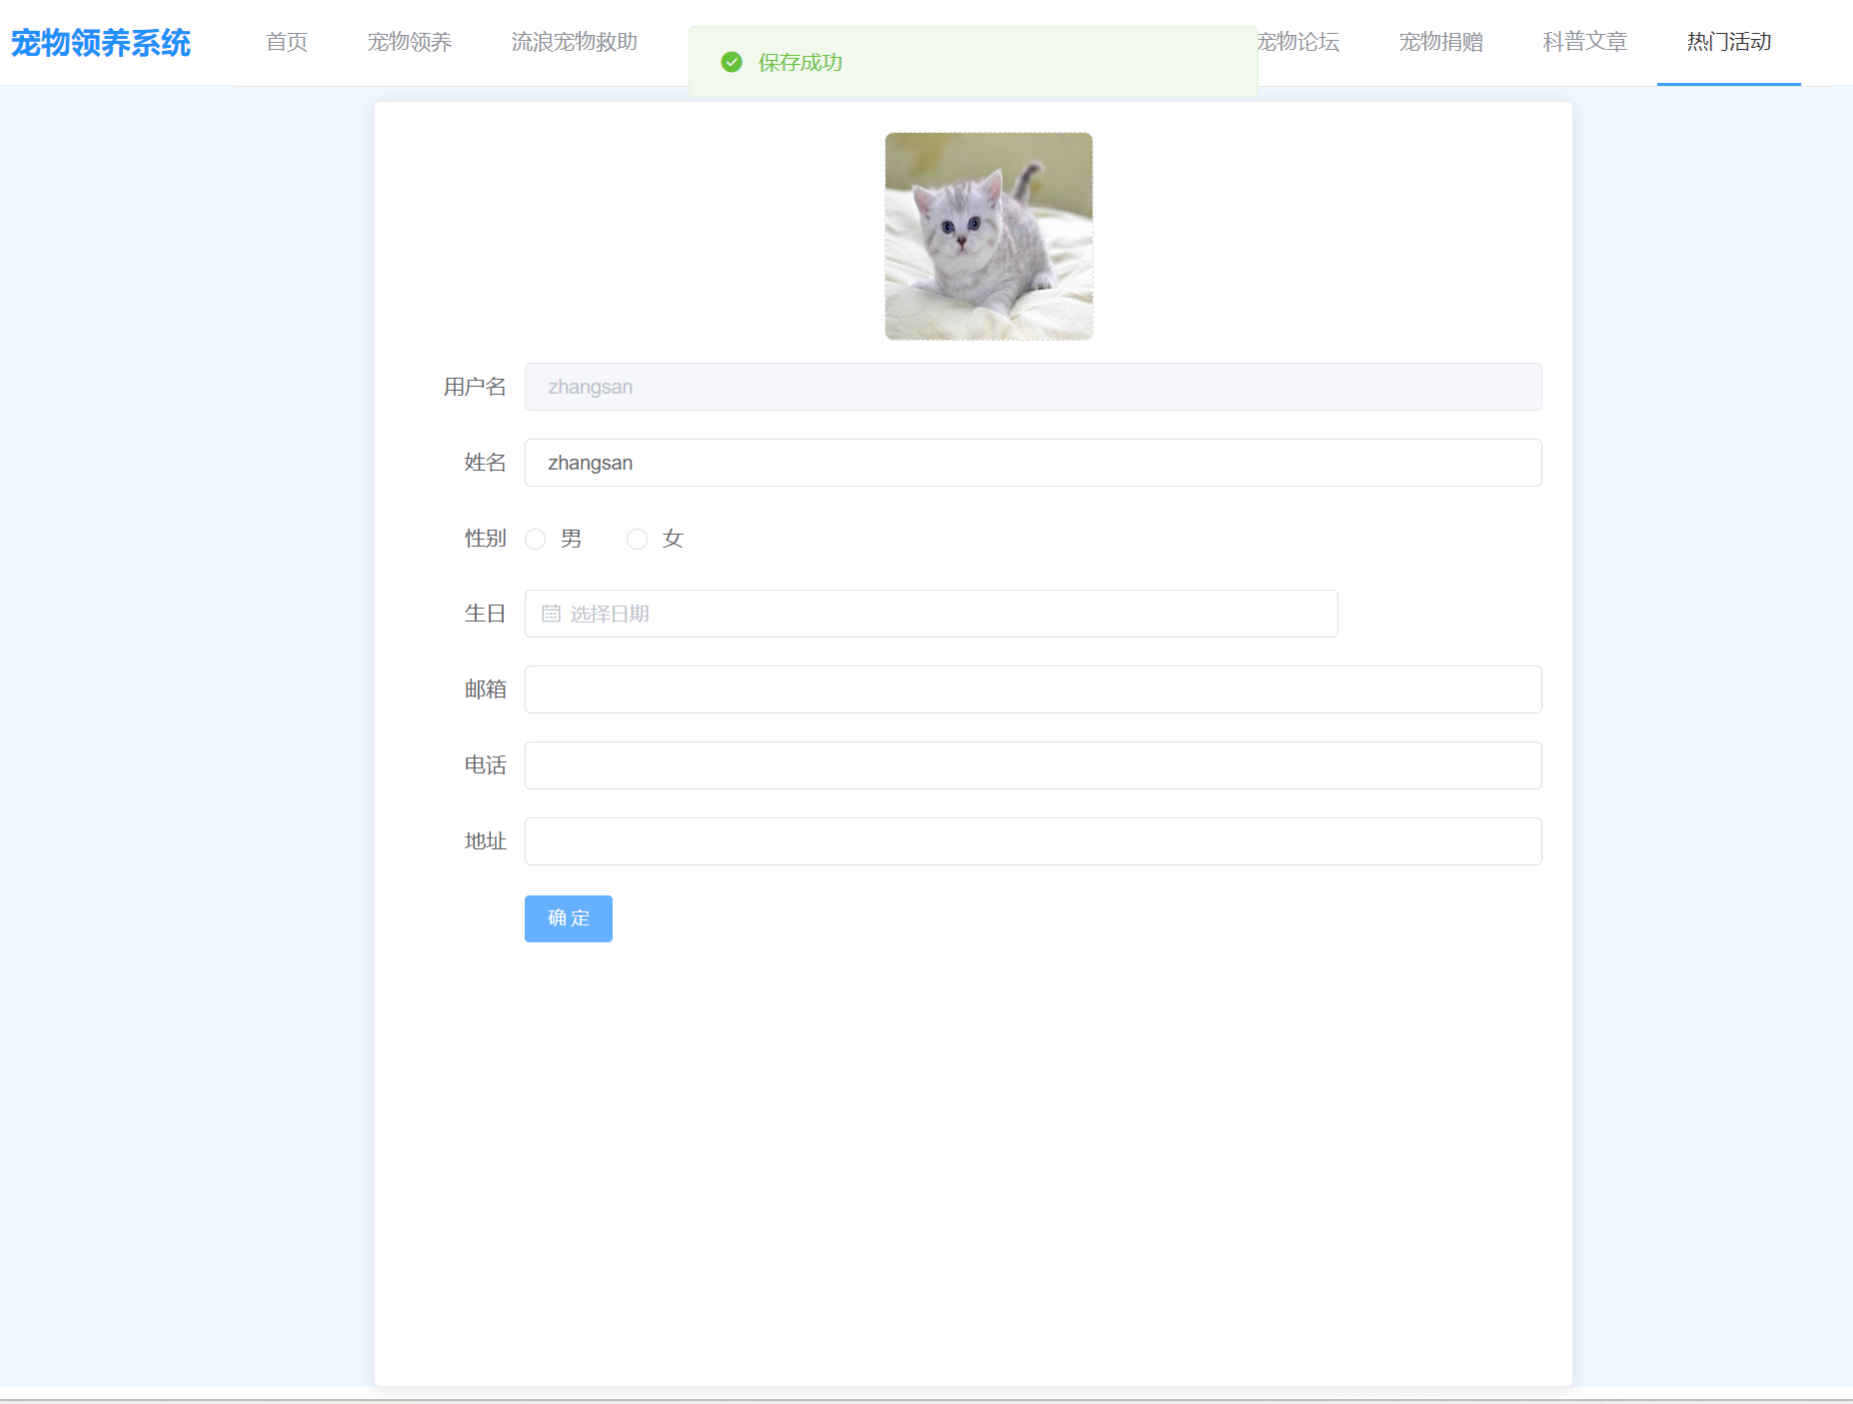 宠物领养系统
首页
宠物领养
流浪宠物救助
保存成功
宠物论坛
宠物捐赠
科普文章
热门活动
用户名
zhangsan
姓名
zhangsan
性别
男
女
生日
选择日期
邮箱
电话
地址
确定